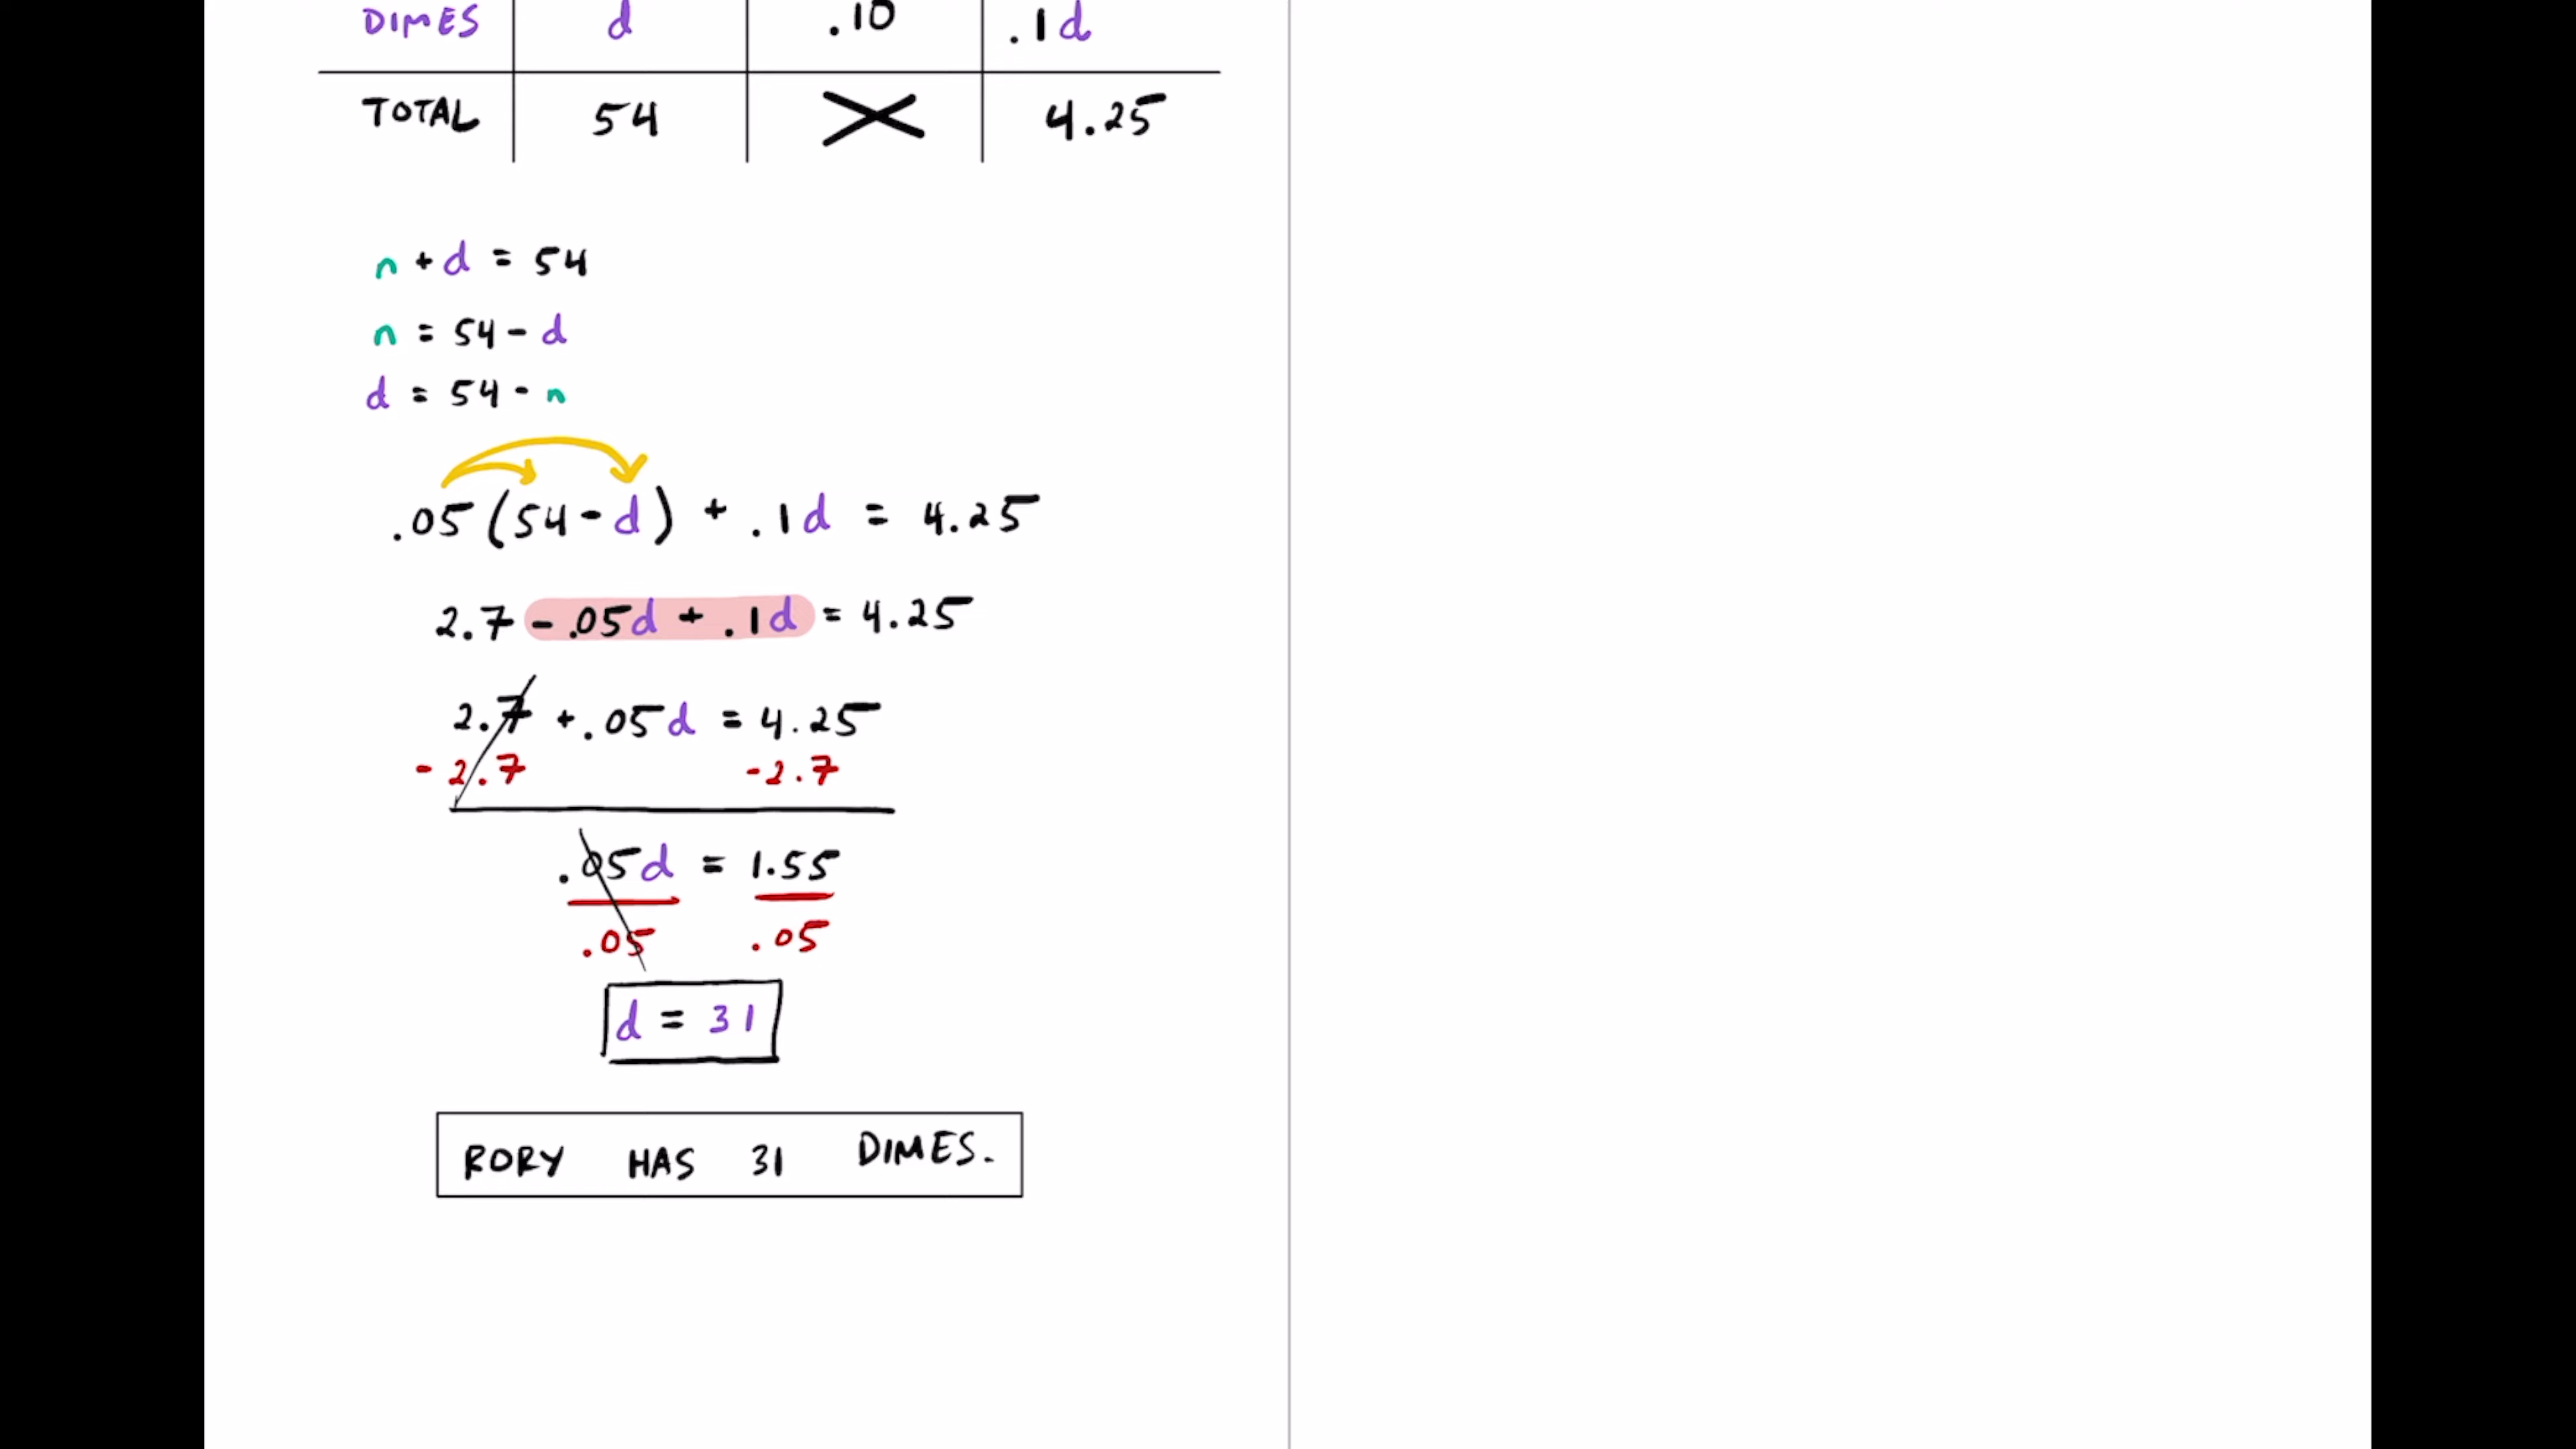 DIMES d .10 .1d
TOTAL 54 X 4.25
n + d = 54
n = 54 - d
d = 54 - n
.05(54 - d) + .1d = 4.25
2.7 - .05d + .1d = 4.25
2.7 + .05d = 4.25
- 2.7 -2.7
.05d = 1.55
.05 .05
d = 31
RORY HAS 31 DIMES.